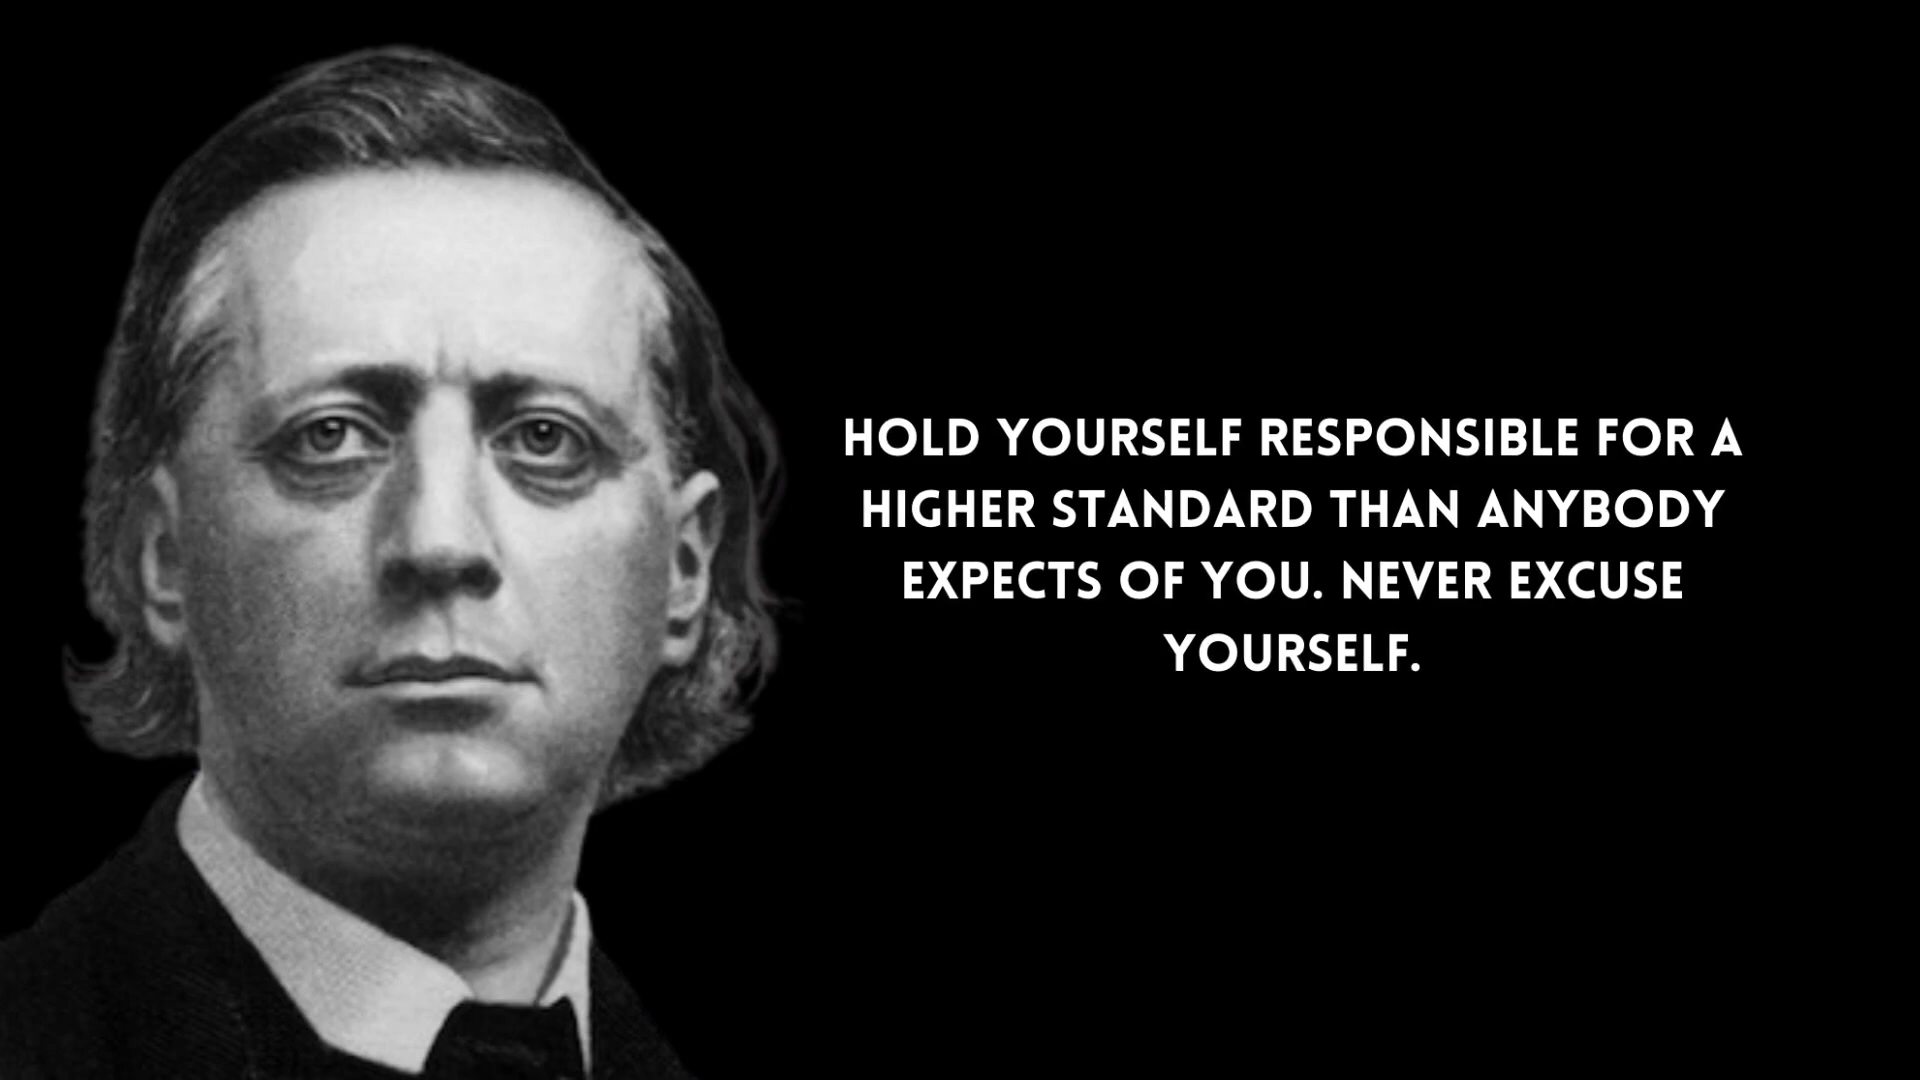 HOLD YOURSELF RESPONSIBLE FOR A
HIGHER STANDARD THAN ANYBODY
EXPECTS OF YOU. NEVER EXCUSE
YOURSELF.